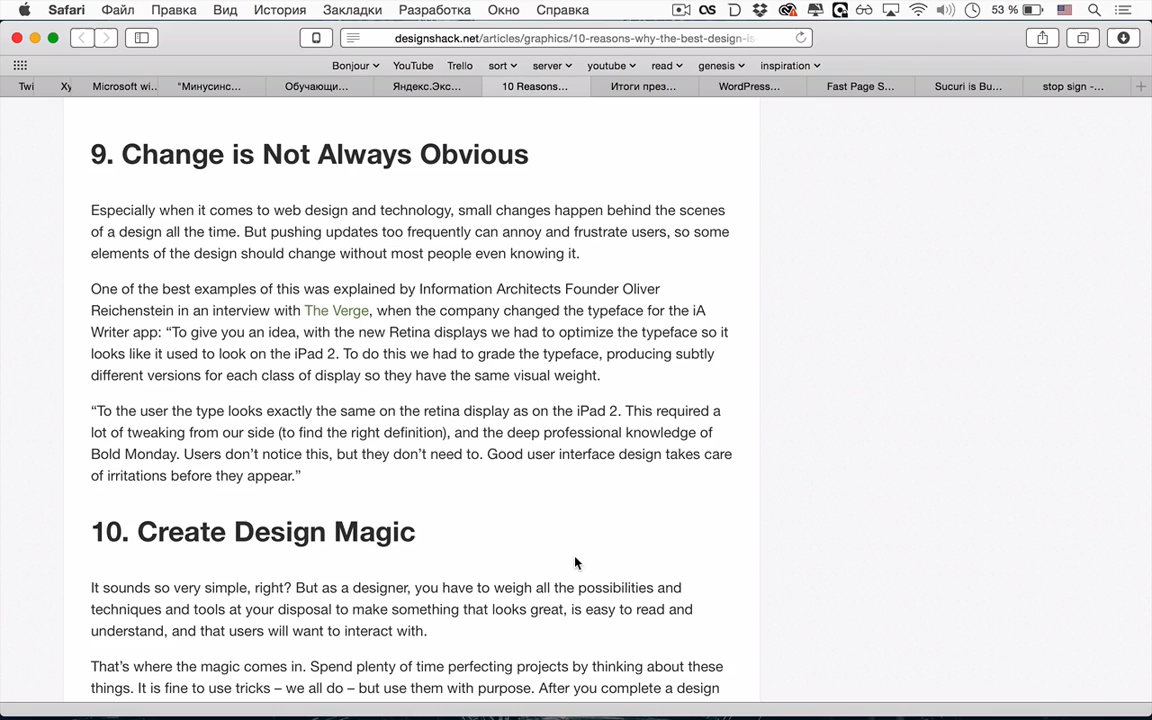 Safari Файл Правка Вид История Закладки Разработка Окно Справка 53 %
designshack.net/articles/graphics/10-reasons-why-the-best-design-is-
Bonjour YouTube Trello sort server youtube read genesis inspiration
Twi Ху Microsoft wi... "Минусинс... Обучающи... Яндекс.Экс... 10 Reasons... Итоги през... WordPress... Fast Page S... Sucuri is Bu... stop sign -...
9. Change is Not Always Obvious
Especially when it comes to web design and technology, small changes happen behind the scenes
of a design all the time. But pushing updates too frequently can annoy and frustrate users, so some
elements of the design should change without most people even knowing it.
One of the best examples of this was explained by Information Architects Founder Oliver
Reichenstein in an interview with The Verge, when the company changed the typeface for the iA
Writer app: “To give you an idea, with the new Retina displays we had to optimize the typeface so it
looks like it used to look on the iPad 2. To do this we had to grade the typeface, producing subtly
different versions for each class of display so they have the same visual weight.
“To the user the type looks exactly the same on the retina display as on the iPad 2. This required a
lot of tweaking from our side (to find the right definition), and the deep professional knowledge of
Bold Monday. Users don’t notice this, but they don’t need to. Good user interface design takes care
of irritations before they appear.”
10. Create Design Magic
It sounds so very simple, right? But as a designer, you have to weigh all the possibilities and
techniques and tools at your disposal to make something that looks great, is easy to read and
understand, and that users will want to interact with.
That’s where the magic comes in. Spend plenty of time perfecting projects by thinking about these
things. It is fine to use tricks – we all do – but use them with purpose. After you complete a design